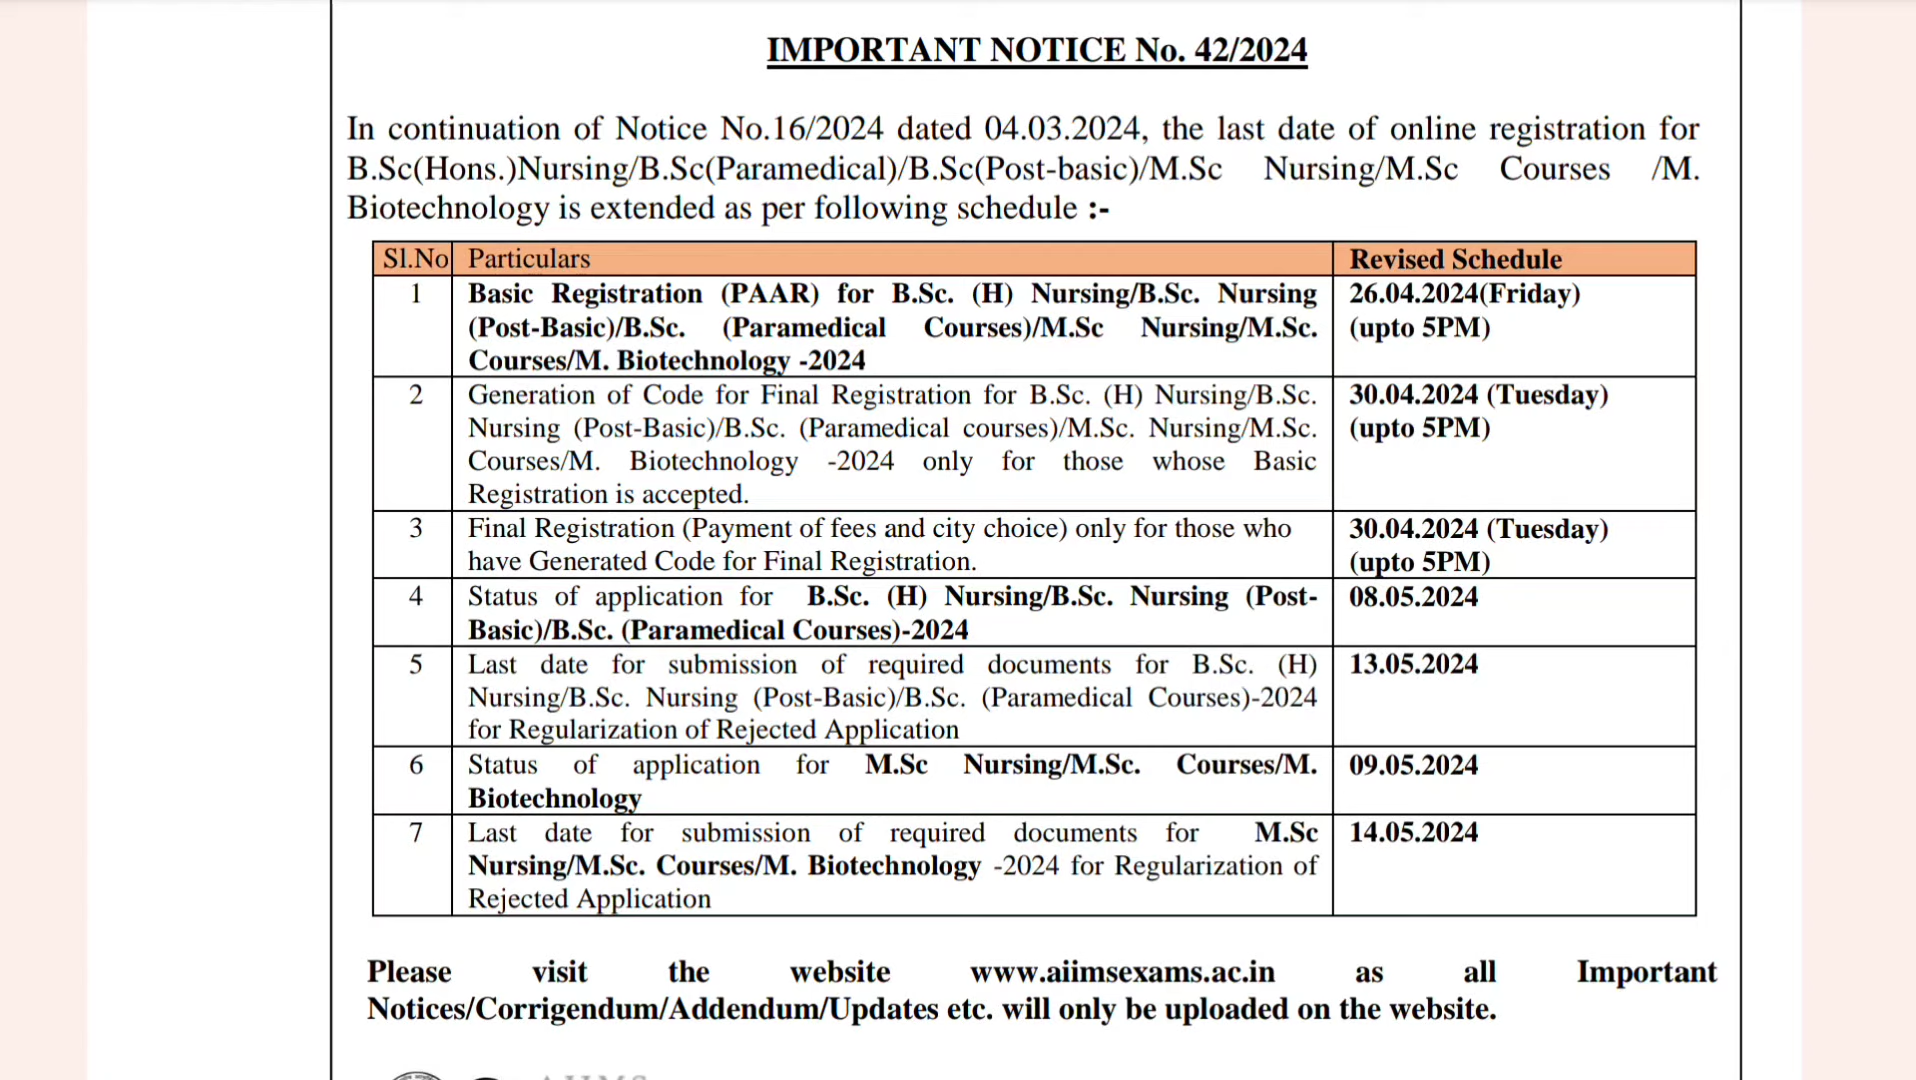 IMPORTANT NOTICE No. 42/2024
In continuation of Notice No.16/2024 dated 04.03.2024, the last date of online registration for
B.Sc(Hons.)Nursing/B.Sc(Paramedical)/B.Sc(Post-basic)/M.Sc Nursing/M.Sc Courses /M.
Biotechnology is extended as per following schedule :-
Sl.No Particulars Revised Schedule
1 Basic Registration (PAAR) for B.Sc. (H) Nursing/B.Sc. Nursing 26.04.2024(Friday)
(Post-Basic)/B.Sc. (Paramedical Courses)/M.Sc Nursing/M.Sc. (upto 5PM)
Courses/M. Biotechnology -2024
2 Generation of Code for Final Registration for B.Sc. (H) Nursing/B.Sc. 30.04.2024 (Tuesday)
Nursing (Post-Basic)/B.Sc. (Paramedical courses)/M.Sc. Nursing/M.Sc. (upto 5PM)
Courses/M. Biotechnology -2024 only for those whose Basic
Registration is accepted.
3 Final Registration (Payment of fees and city choice) only for those who 30.04.2024 (Tuesday)
have Generated Code for Final Registration. (upto 5PM)
4 Status of application for B.Sc. (H) Nursing/B.Sc. Nursing (Post- 08.05.2024
Basic)/B.Sc. (Paramedical Courses)-2024
5 Last date for submission of required documents for B.Sc. (H) 13.05.2024
Nursing/B.Sc. Nursing (Post-Basic)/B.Sc. (Paramedical Courses)-2024
for Regularization of Rejected Application
6 Status of application for M.Sc Nursing/M.Sc. Courses/M. 09.05.2024
Biotechnology
7 Last date for submission of required documents for M.Sc 14.05.2024
Nursing/M.Sc. Courses/M. Biotechnology -2024 for Regularization of
Rejected Application
Please visit the website www.aiimsexams.ac.in as all Important
Notices/Corrigendum/Addendum/Updates etc. will only be uploaded on the website.